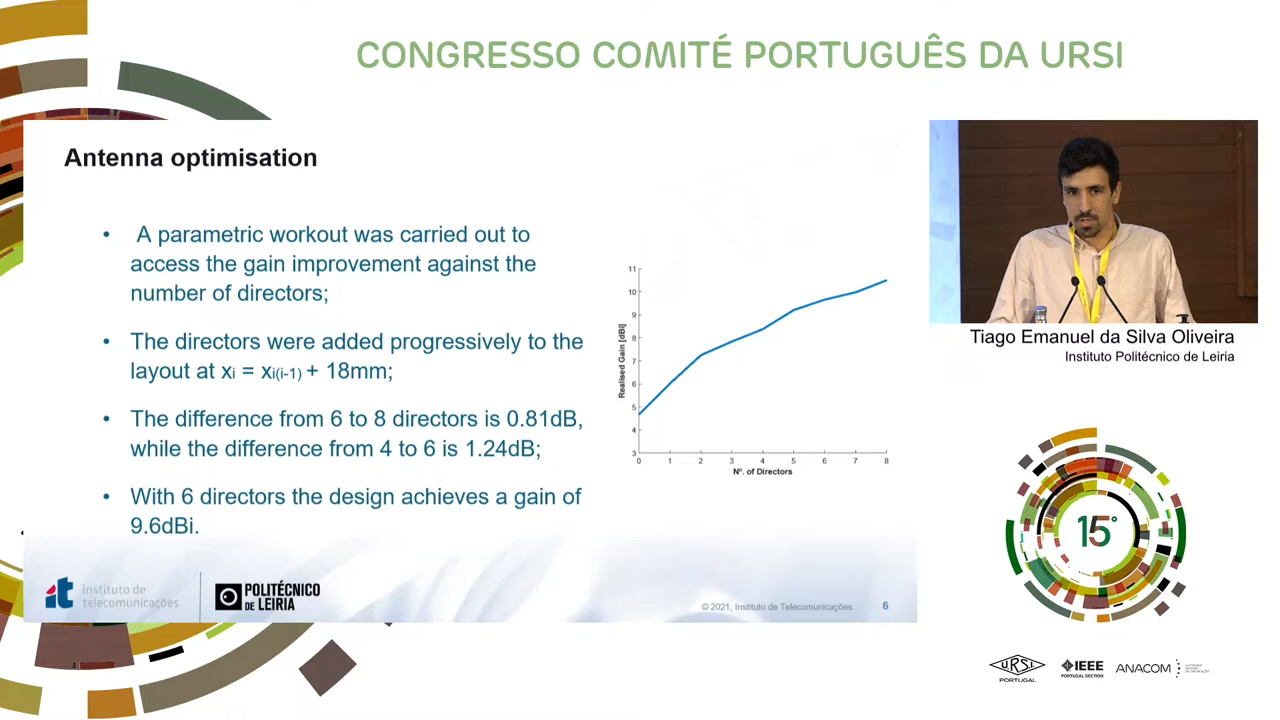 CONGRESSO COMITÉ PORTUGUÊS DA URSI
Antenna optimisation
• A parametric workout was carried out to
access the gain improvement against the
number of directors;
• The directors were added progressively to the
layout at xi = xi(i-1) + 18mm;
• The difference from 6 to 8 directors is 0.81dB,
while the difference from 4 to 6 is 1.24dB;
• With 6 directors the design achieves a gain of
9.6dBi.
Realised Gain [dBi]
11
10
9
8
7
6
5
4
3
0 1 2 3 4 5 6 7 8
Nº. of Directors
it instituto de
telecomunicações
POLITÉCNICO
DE LEIRIA
© 2021, Instituto de Telecomunicações 6
Tiago Emanuel da Silva Oliveira
Instituto Politécnico de Leiria
15°
URSI
PORTUGAL
IEEE
PORTUGAL SECTION
ANACOM